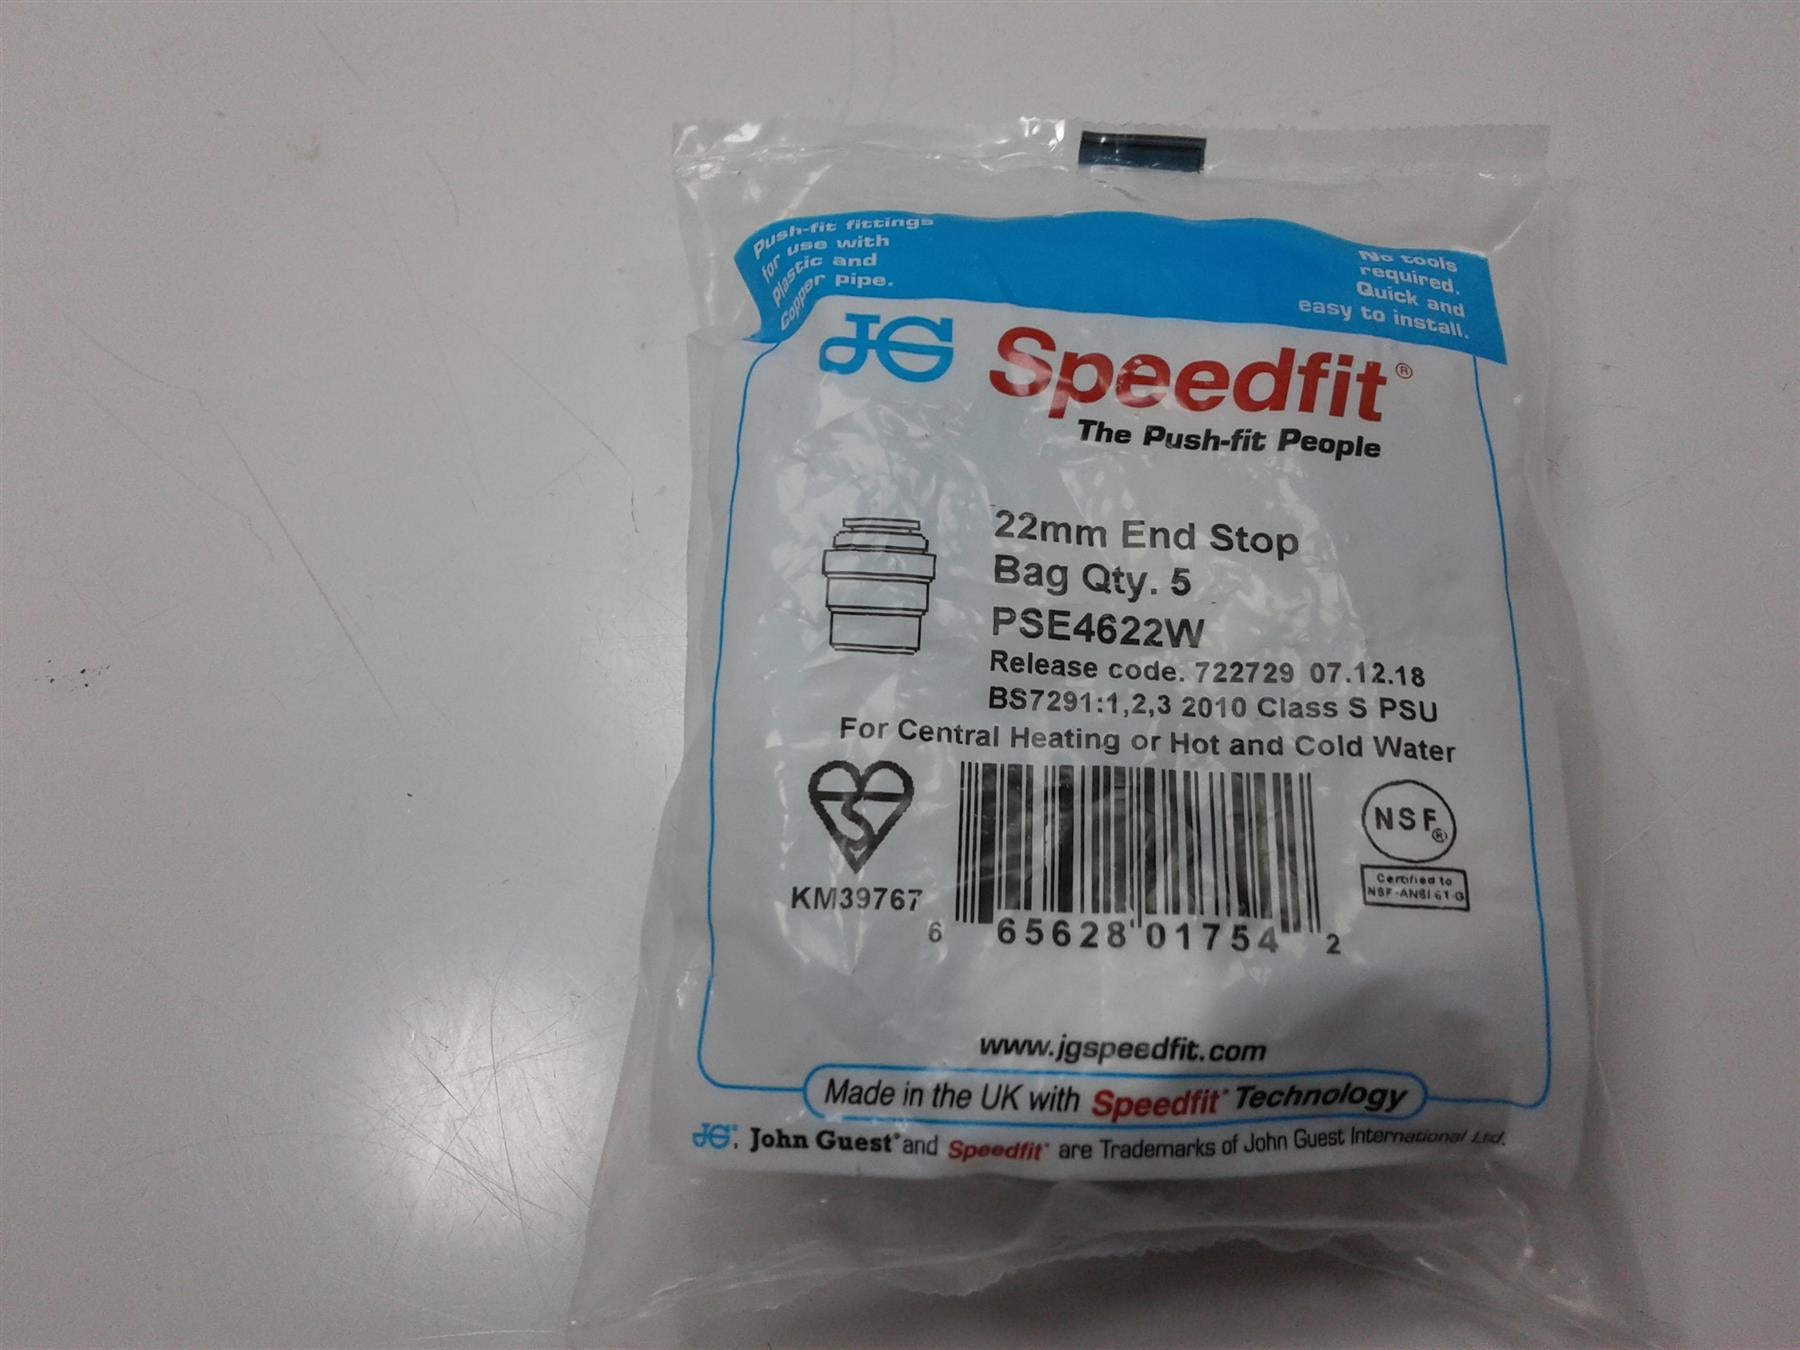 Push-fit fittings
for use with
Plastic and
Copper pipe.
No tools
required.
Quick and
easy to install.
JG Speedfit®
The Push-fit People
22mm End Stop
Bag Qty. 5
PSE4622W
Release code. 722729 07.12.18
BS7291:1,2,3 2010 Class S PSU
For Central Heating or Hot and Cold Water
KM39767
6 65628 01754 2
NSF®
Certified to
NSF-ANSI 61-G
www.jgspeedfit.com
Made in the UK with Speedfit® Technology
JG®, John Guest® and Speedfit® are Trademarks of John Guest International Ltd.